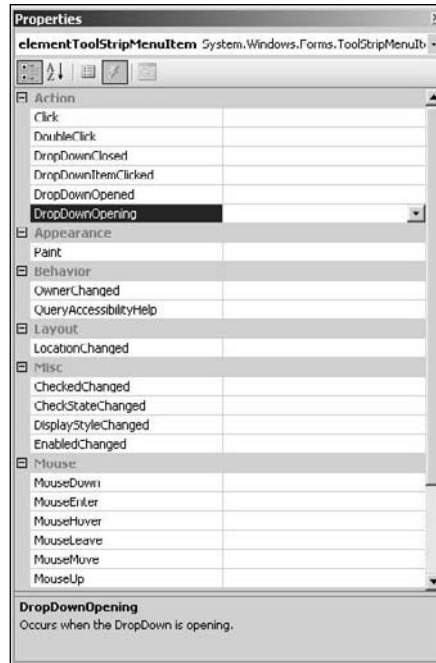 Properties
elementToolStripMenuItem System.Windows.Forms.ToolStripMenuIt
Action
Click
DoubleClick
DropDownClosed
DropDownItemClicked
DropDownOpened
DropDownOpening
Appearance
Paint
Behavior
OwnerChanged
QueryAccessibilityHelp
Layout
LocationChanged
Misc
CheckedChanged
CheckStateChanged
DisplayStyleChanged
EnabledChanged
Mouse
MouseDown
MouseEnter
MouseHover
MouseLeave
MouseMove
MouseUp
DropDownOpening
Occurs when the DropDown is opening.